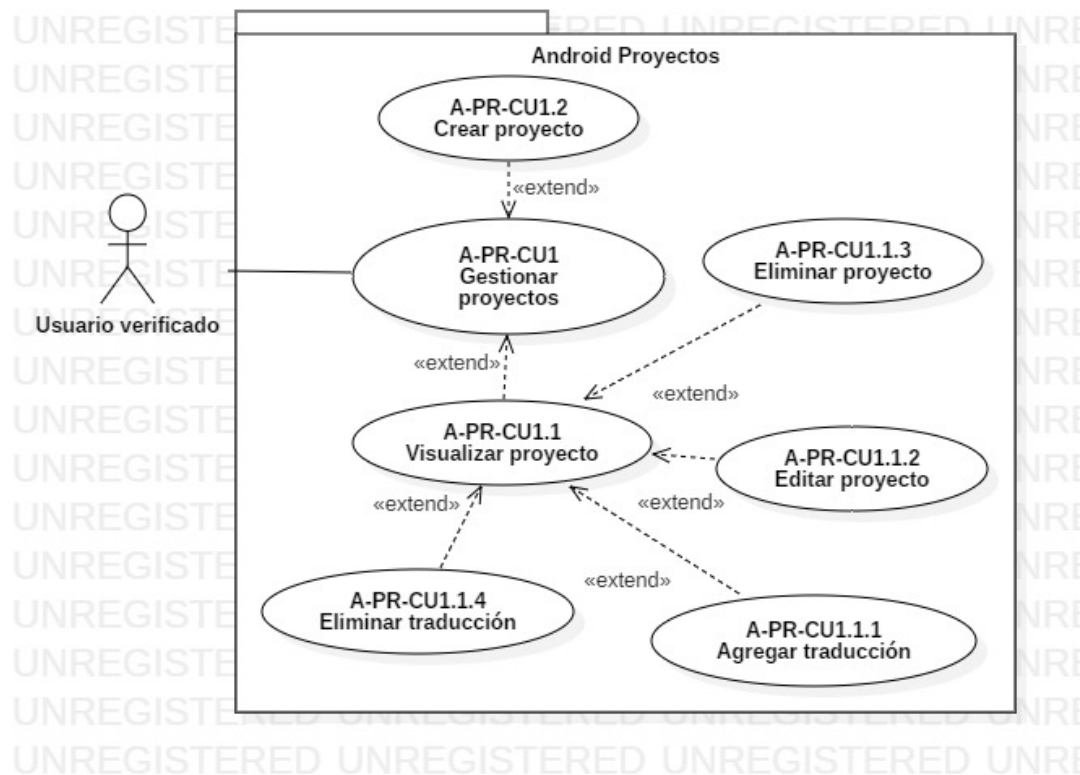 Android Proyectos
A-PR-CU1.2
Crear proyecto
«extend»
A-PR-CU1
Gestionar
proyectos
A-PR-CU1.1.3
Eliminar proyecto
Usuario verificado
«extend»
«extend»
A-PR-CU1.1
Visualizar proyecto
A-PR-CU1.1.2
Editar proyecto
«extend»
«extend»
«extend»
A-PR-CU1.1.4
Eliminar traducción
A-PR-CU1.1.1
Agregar traducción
UNREGISTERED UNREGISTERED UNRE